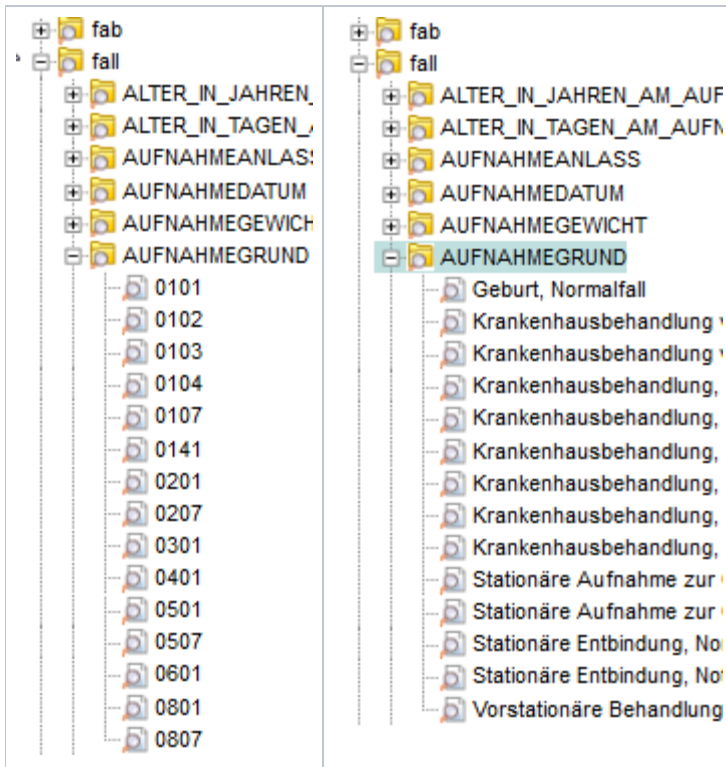 fab
fall
ALTER_IN_JAHREN_
ALTER_IN_TAGEN_
AUFNAHMEANLASS
AUFNAHMEDATUM
AUFNAHMEGEWICH
AUFNAHMEGRUND
0101
0102
0103
0104
0107
0141
0201
0207
0301
0401
0501
0507
0601
0801
0807
fab
fall
ALTER_IN_JAHREN_AM_AUF
ALTER_IN_TAGEN_AM_AUFN
AUFNAHMEANLASS
AUFNAHMEDATUM
AUFNAHMEGEWICHT
AUFNAHMEGRUND
Geburt, Normalfall
Krankenhausbehandlung
Krankenhausbehandlung
Krankenhausbehandlung,
Krankenhausbehandlung,
Krankenhausbehandlung,
Krankenhausbehandlung,
Krankenhausbehandlung,
Krankenhausbehandlung,
Stationäre Aufnahme zur
Stationäre Aufnahme zur
Stationäre Entbindung, No
Stationäre Entbindung, Not
Vorstationäre Behandlung